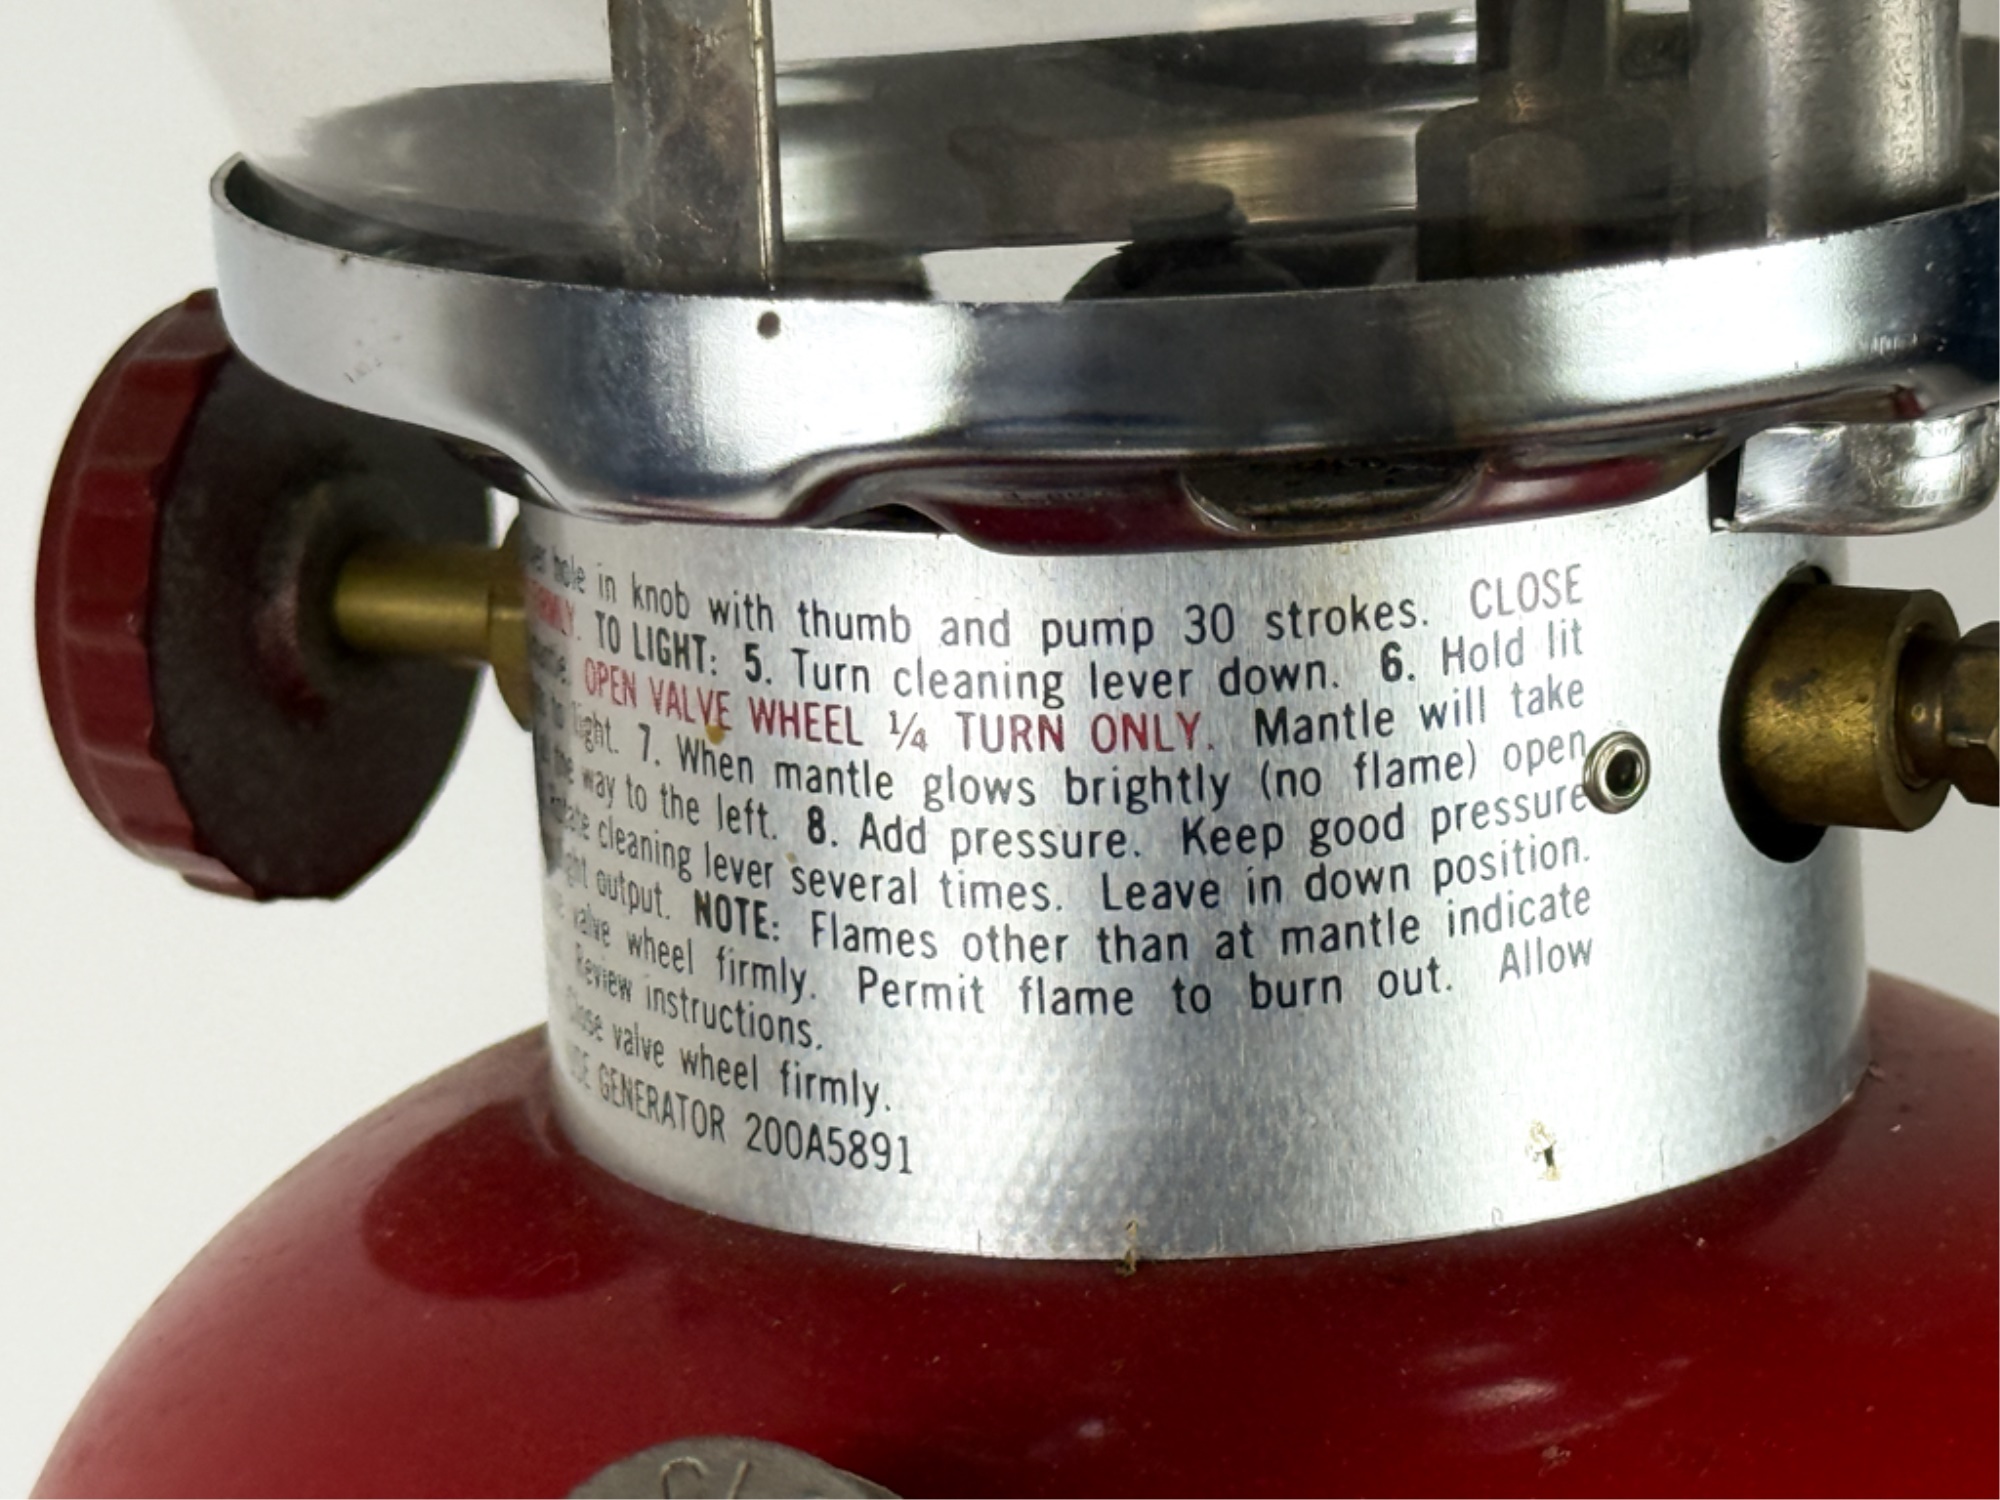 hole in knob with thumb and pump 30 strokes. CLOSE
TO LIGHT: 5. Turn cleaning lever down. 6. Hold lit
OPEN VALVE WHEEL ¼ TURN ONLY. Mantle will take
to light. 7. When mantle glows brightly (no flame) open
the way to the left. 8. Add pressure. Keep good pressure
cleaning lever several times. Leave in down position.
output. NOTE: Flames other than at mantle indicate
valve wheel firmly. Permit flame to burn out. Allow
Review instructions.
Close valve wheel firmly.
GENERATOR 200A5891